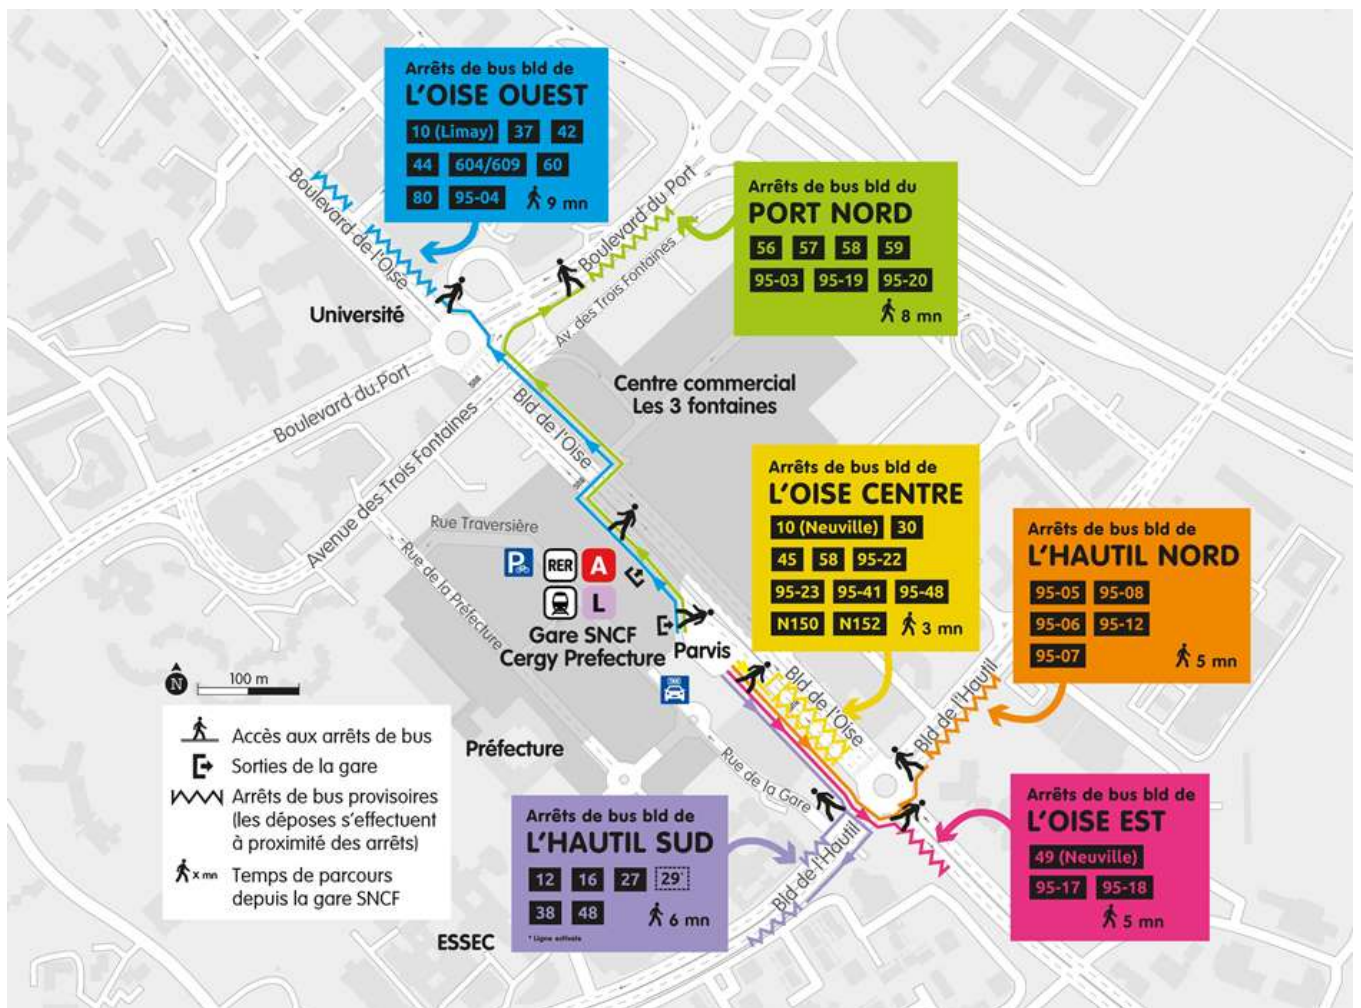 Arrêts de bus bld de
L'OISE OUEST
10 (Limay) 37 42
44 604/609 60
80 95-04 9 mn
Arrêts de bus bld du
PORT NORD
56 57 58 59
95-03 95-19 95-20
8 mn
Boulevard de l'Oise
Boulevard du Port
Av. des Trois Fontaines
Université
Boulevard du Port
Avenue des Trois Fontaines
Bld de l'Oise
Centre commercial
Les 3 fontaines
Arrêts de bus bld de
L'OISE CENTRE
10 (Neuville) 30
45 58 95-22
95-23 95-41 95-48
N150 N152 3 mn
Arrêts de bus bld de
L'HAUTIL NORD
95-05 95-08
95-06 95-12
95-07 5 mn
Rue Traversière
Rue de la Préfecture
P RER A
L
Gare SNCF
Cergy Prefecture
Parvis
TAXI
Bld de l'Oise
Bld de l'Hautil
N 100 m
Accès aux arrêts de bus
Sorties de la gare
Arrêts de bus provisoires
(les déposes s'effectuent
à proximité des arrêts)
x mn Temps de parcours
depuis la gare SNCF
Préfecture
Rue de la Gare
Arrêts de bus bld de
L'HAUTIL SUD
12 16 27 29*
38 48 6 mn
* Ligne estivale
Bld de l'Hautil
ESSEC
Arrêts de bus bld de
L'OISE EST
49 (Neuville)
95-17 95-18
5 mn